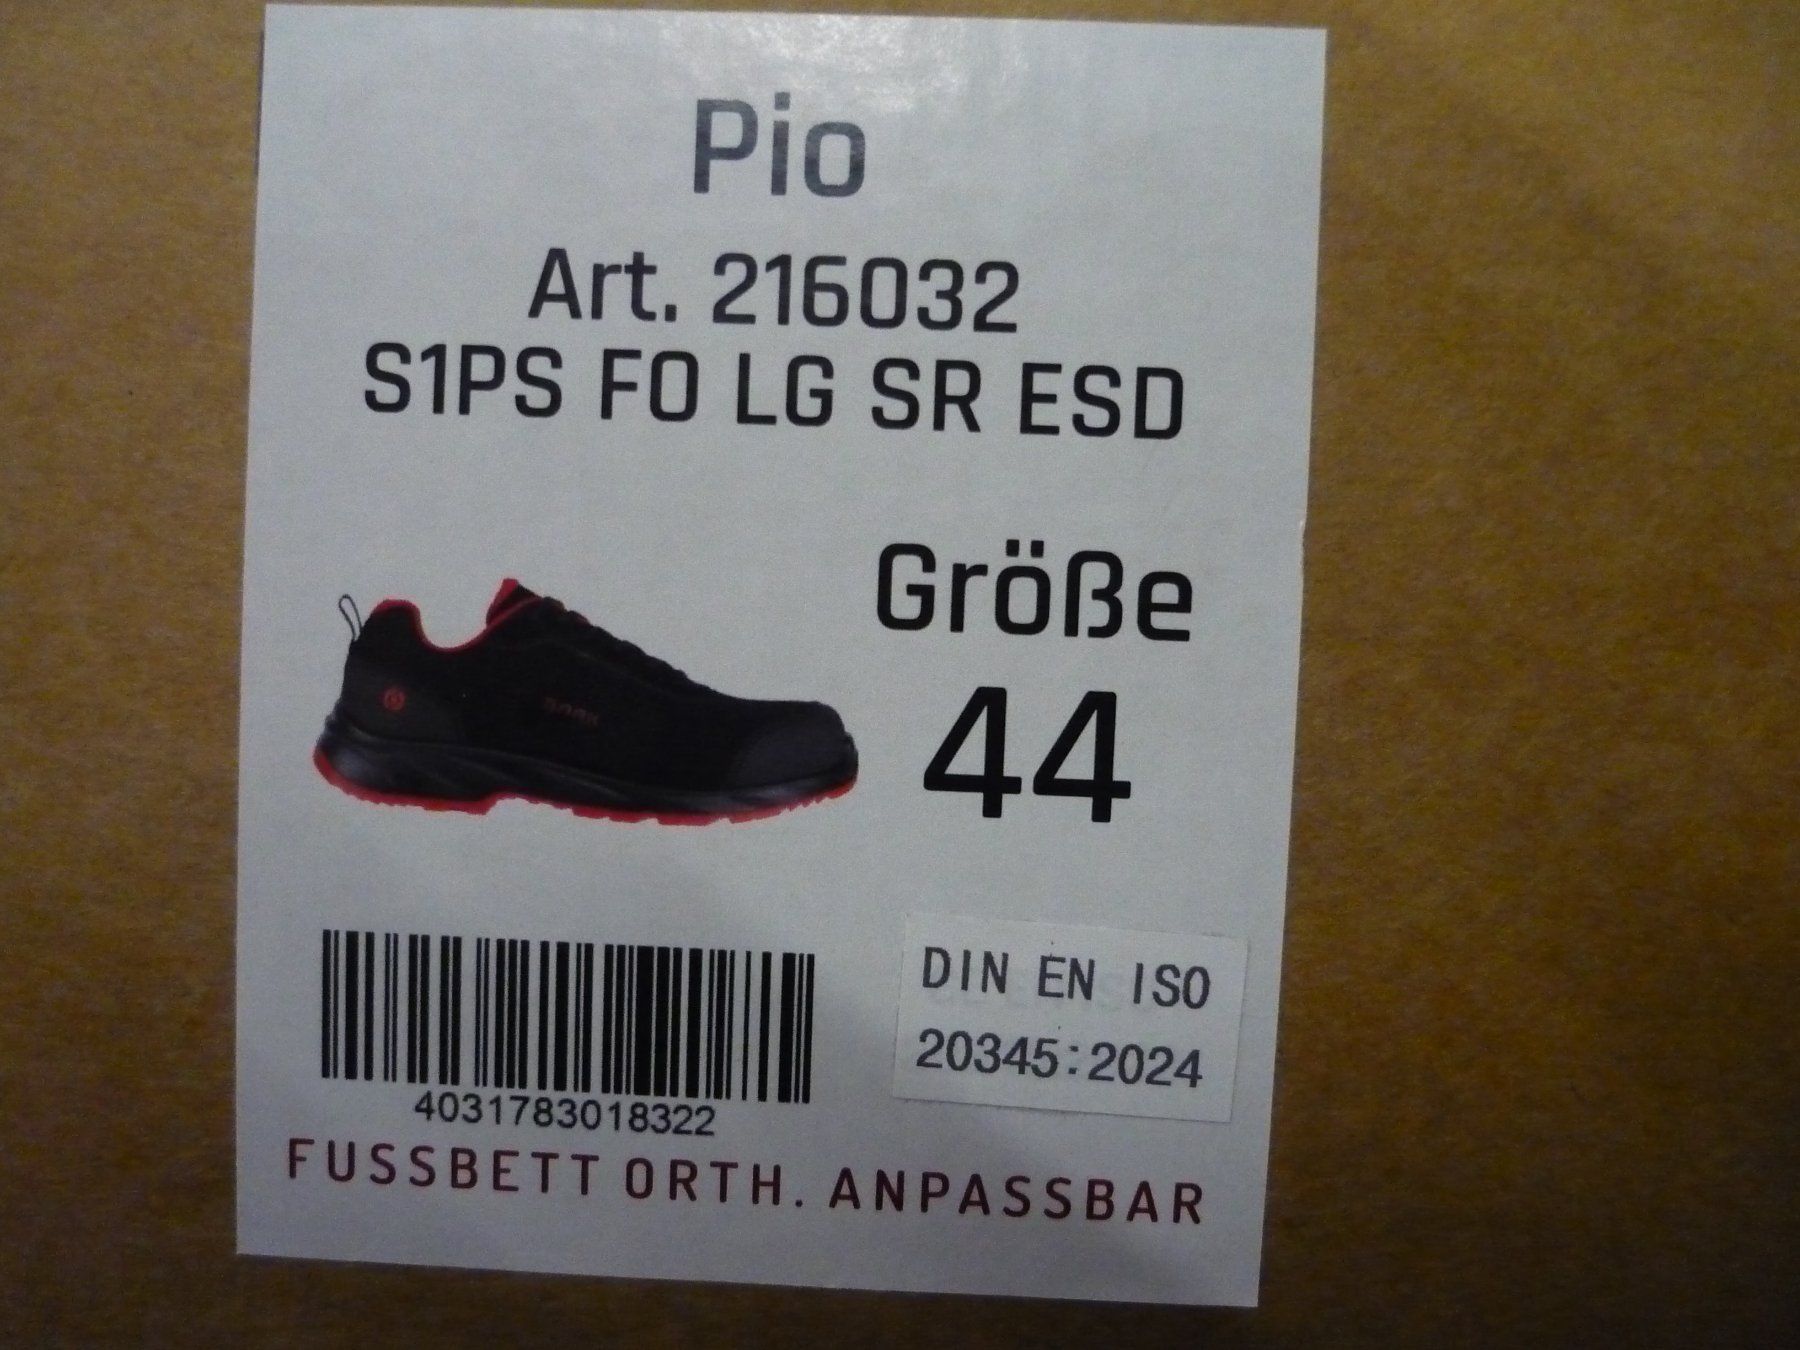 Pio
Art. 216032
S1PS FO LG SR ESD
Größe
44
DIN EN ISO
20345:2024
4031783018322
FUSSBETT ORTH. ANPASSBAR